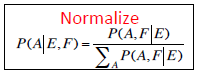 Normalize
P(A|E,F) = P(A,F|E) / ∑_A P(A,F|E)